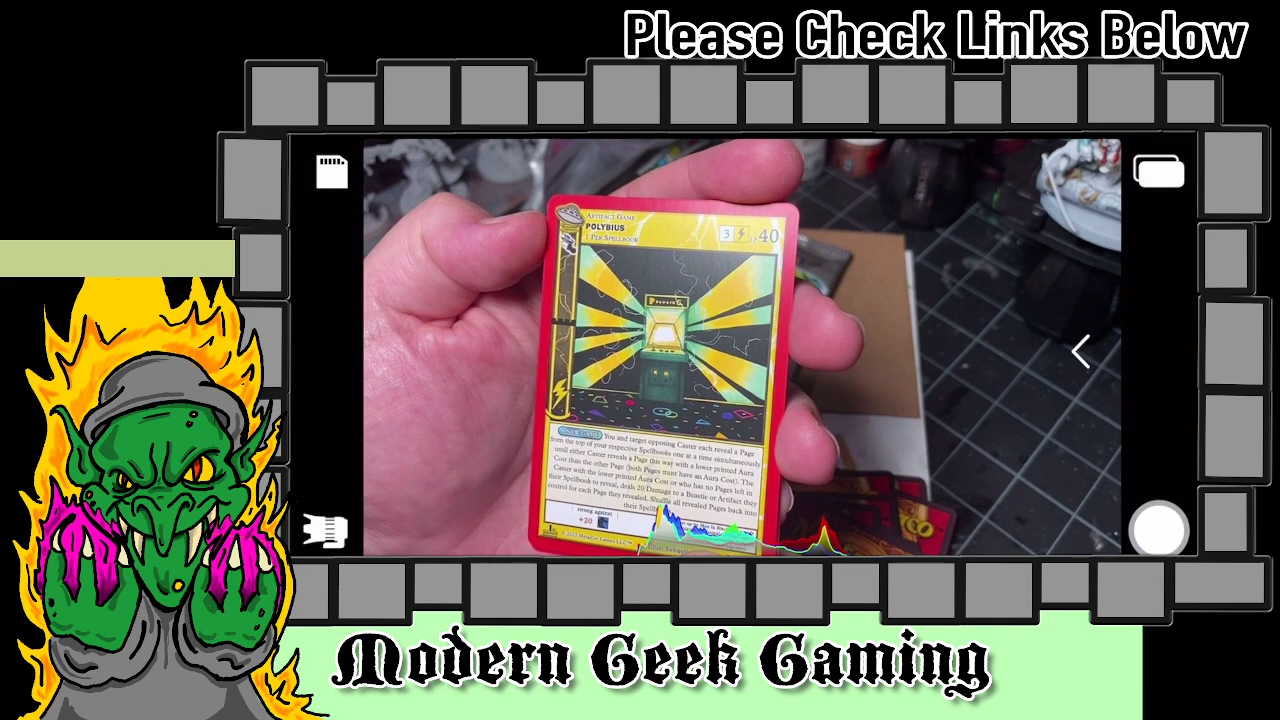 Please Check Links Below
ARTIFACT GAME
POLYBIUS
1 PER SPELLBOOK
3 LP 40
You and target opposing Caster each reveal a Page
from the top of your respective Spellbooks one at a time simultaneously
until either Caster reveals a Page this way with a lower printed Aura
Cost than the other Page (both Pages must have an Aura Cost). The
Caster with the lower printed Aura Cost or who has no Pages left in
their Spellbook to reveal, deals 20 Damage to a Beastie or Artifact they
control for each Page they revealed. Shuffle all revealed Pages back into
their
strong against
+20
Modern Geek Gaming